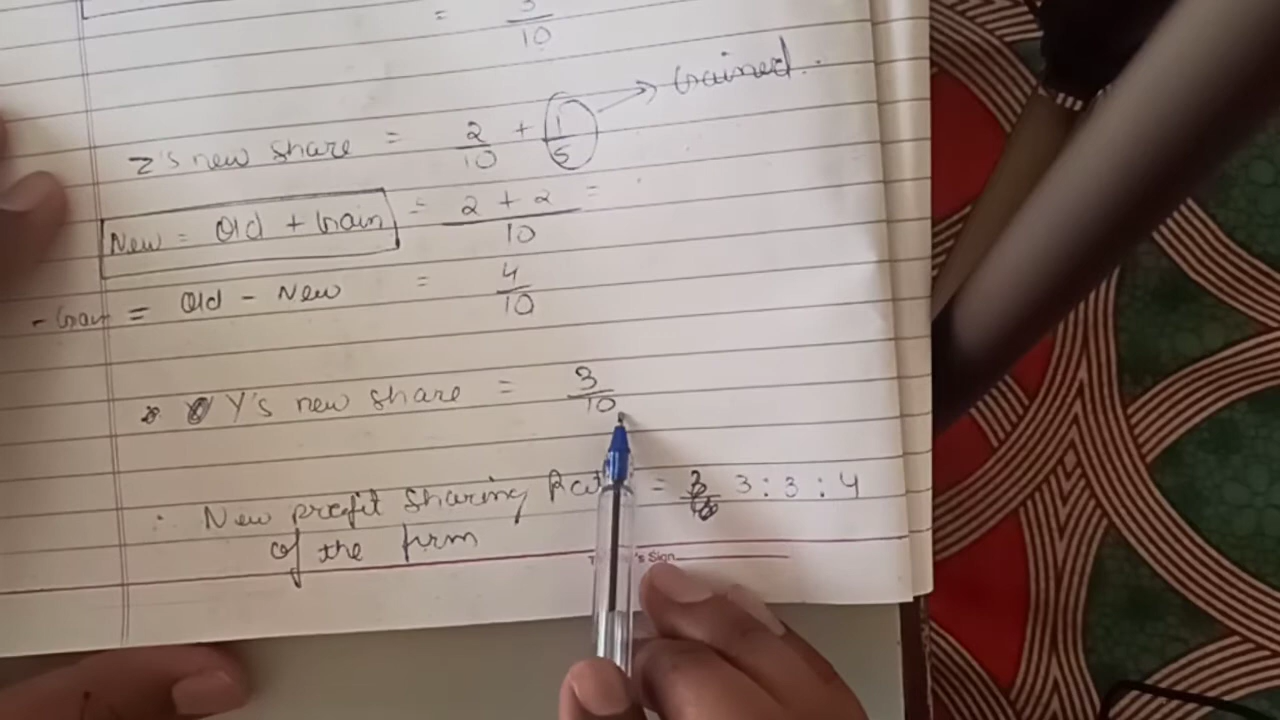 = 3/10
Z's new share = 2/10 + 1/5 → Gained.
New = Old + Gain = 2 + 2/10 =
- Gain = Old - New = 4/10
Y's new share = 3/10
∴ New profit sharing = 3 : 3 : 4
of the firm
's Sign